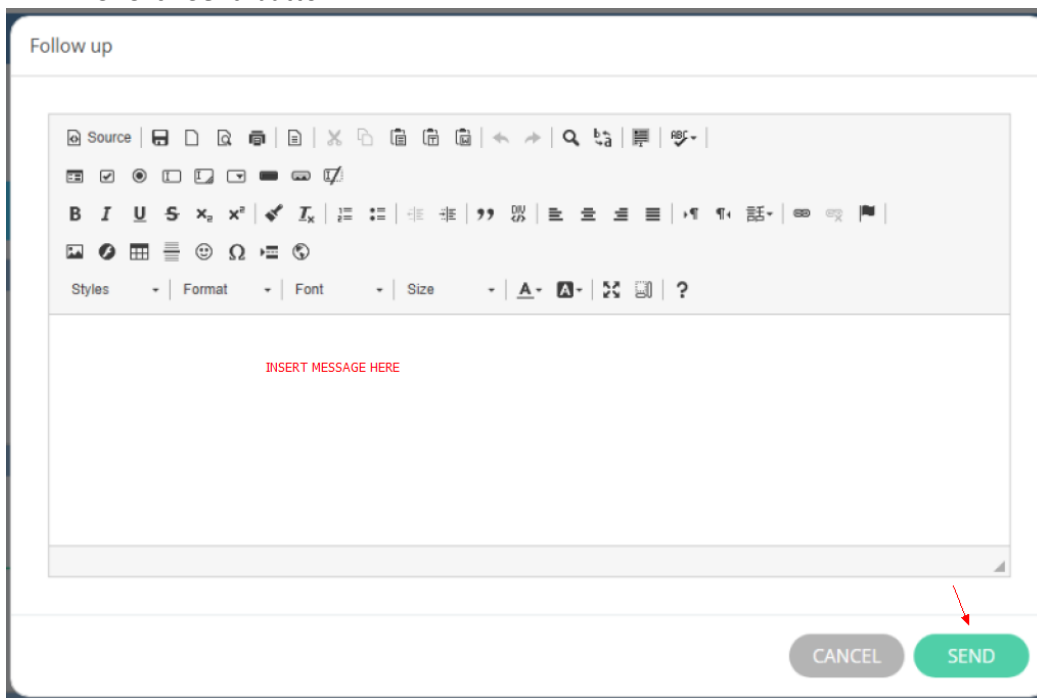 Follow up
Source
Styles Format Font Size
INSERT MESSAGE HERE
CANCEL SEND